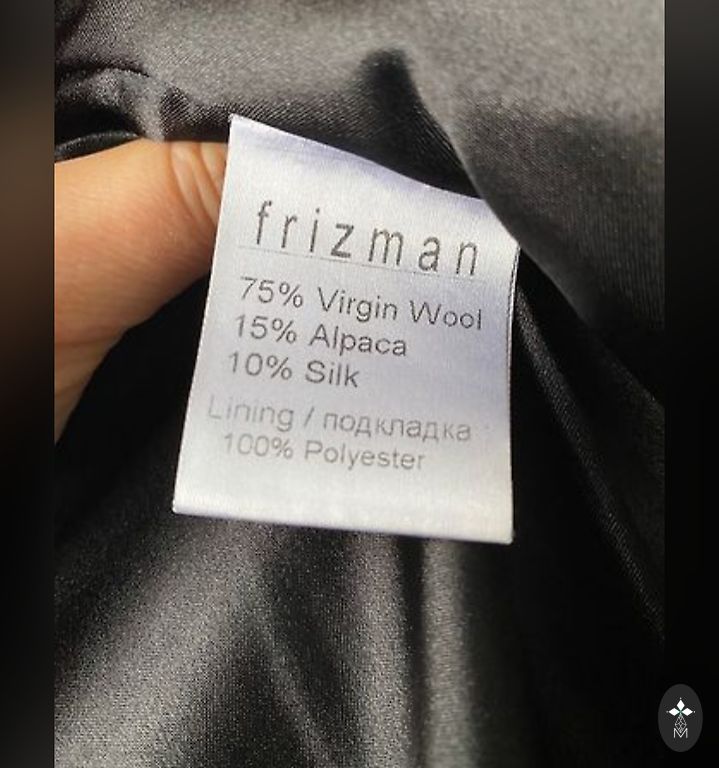 frizman
75% Virgin Wool
15% Alpaca
10% Silk
Lining / подкладка
100% Polyester
M